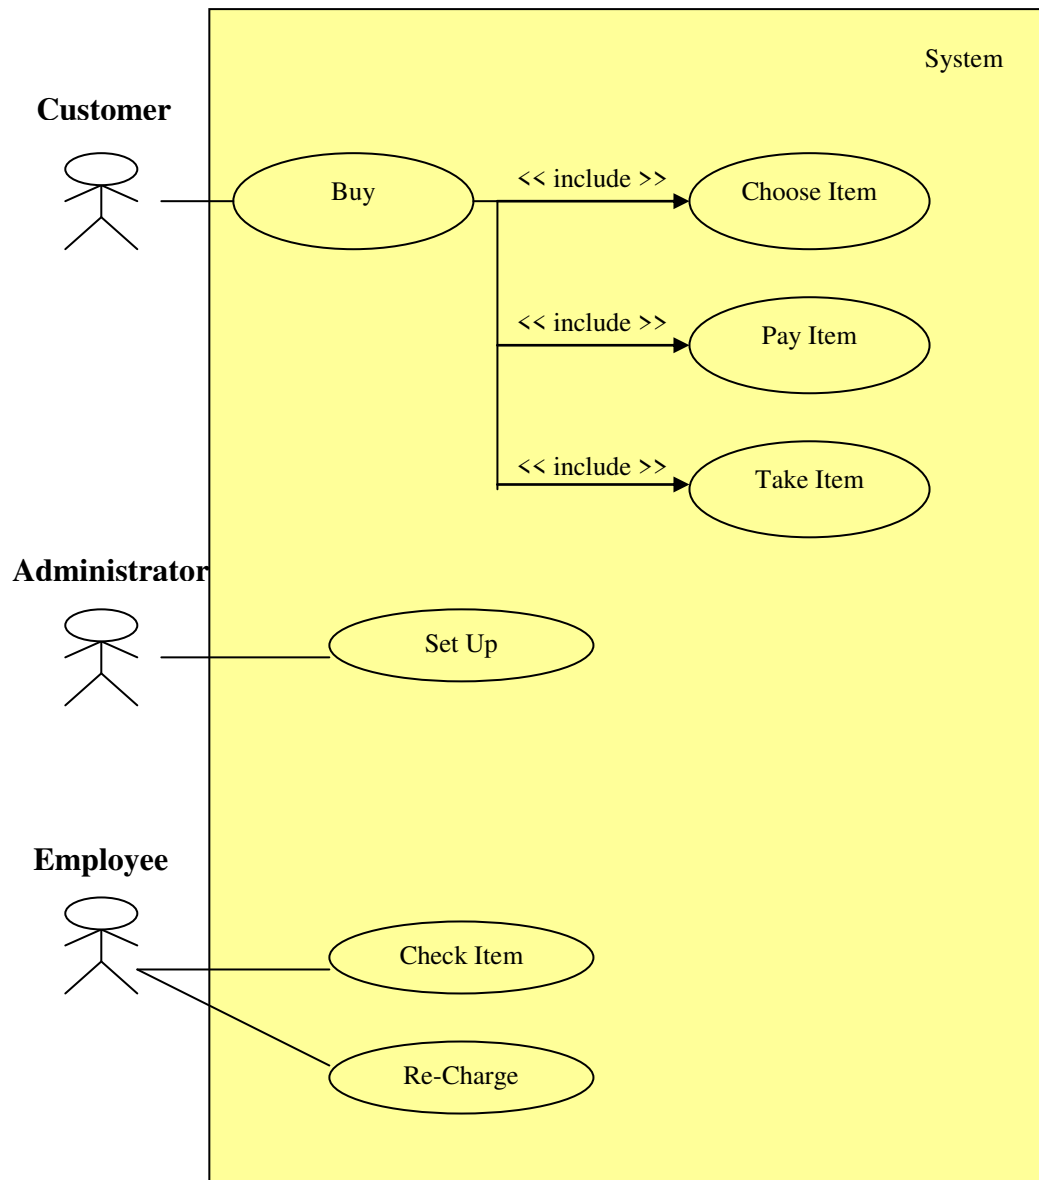 System
Customer
Buy
<< include >>
Choose Item
<< include >>
Pay Item
<< include >>
Take Item
Administrator
Set Up
Employee
Check Item
Re-Charge